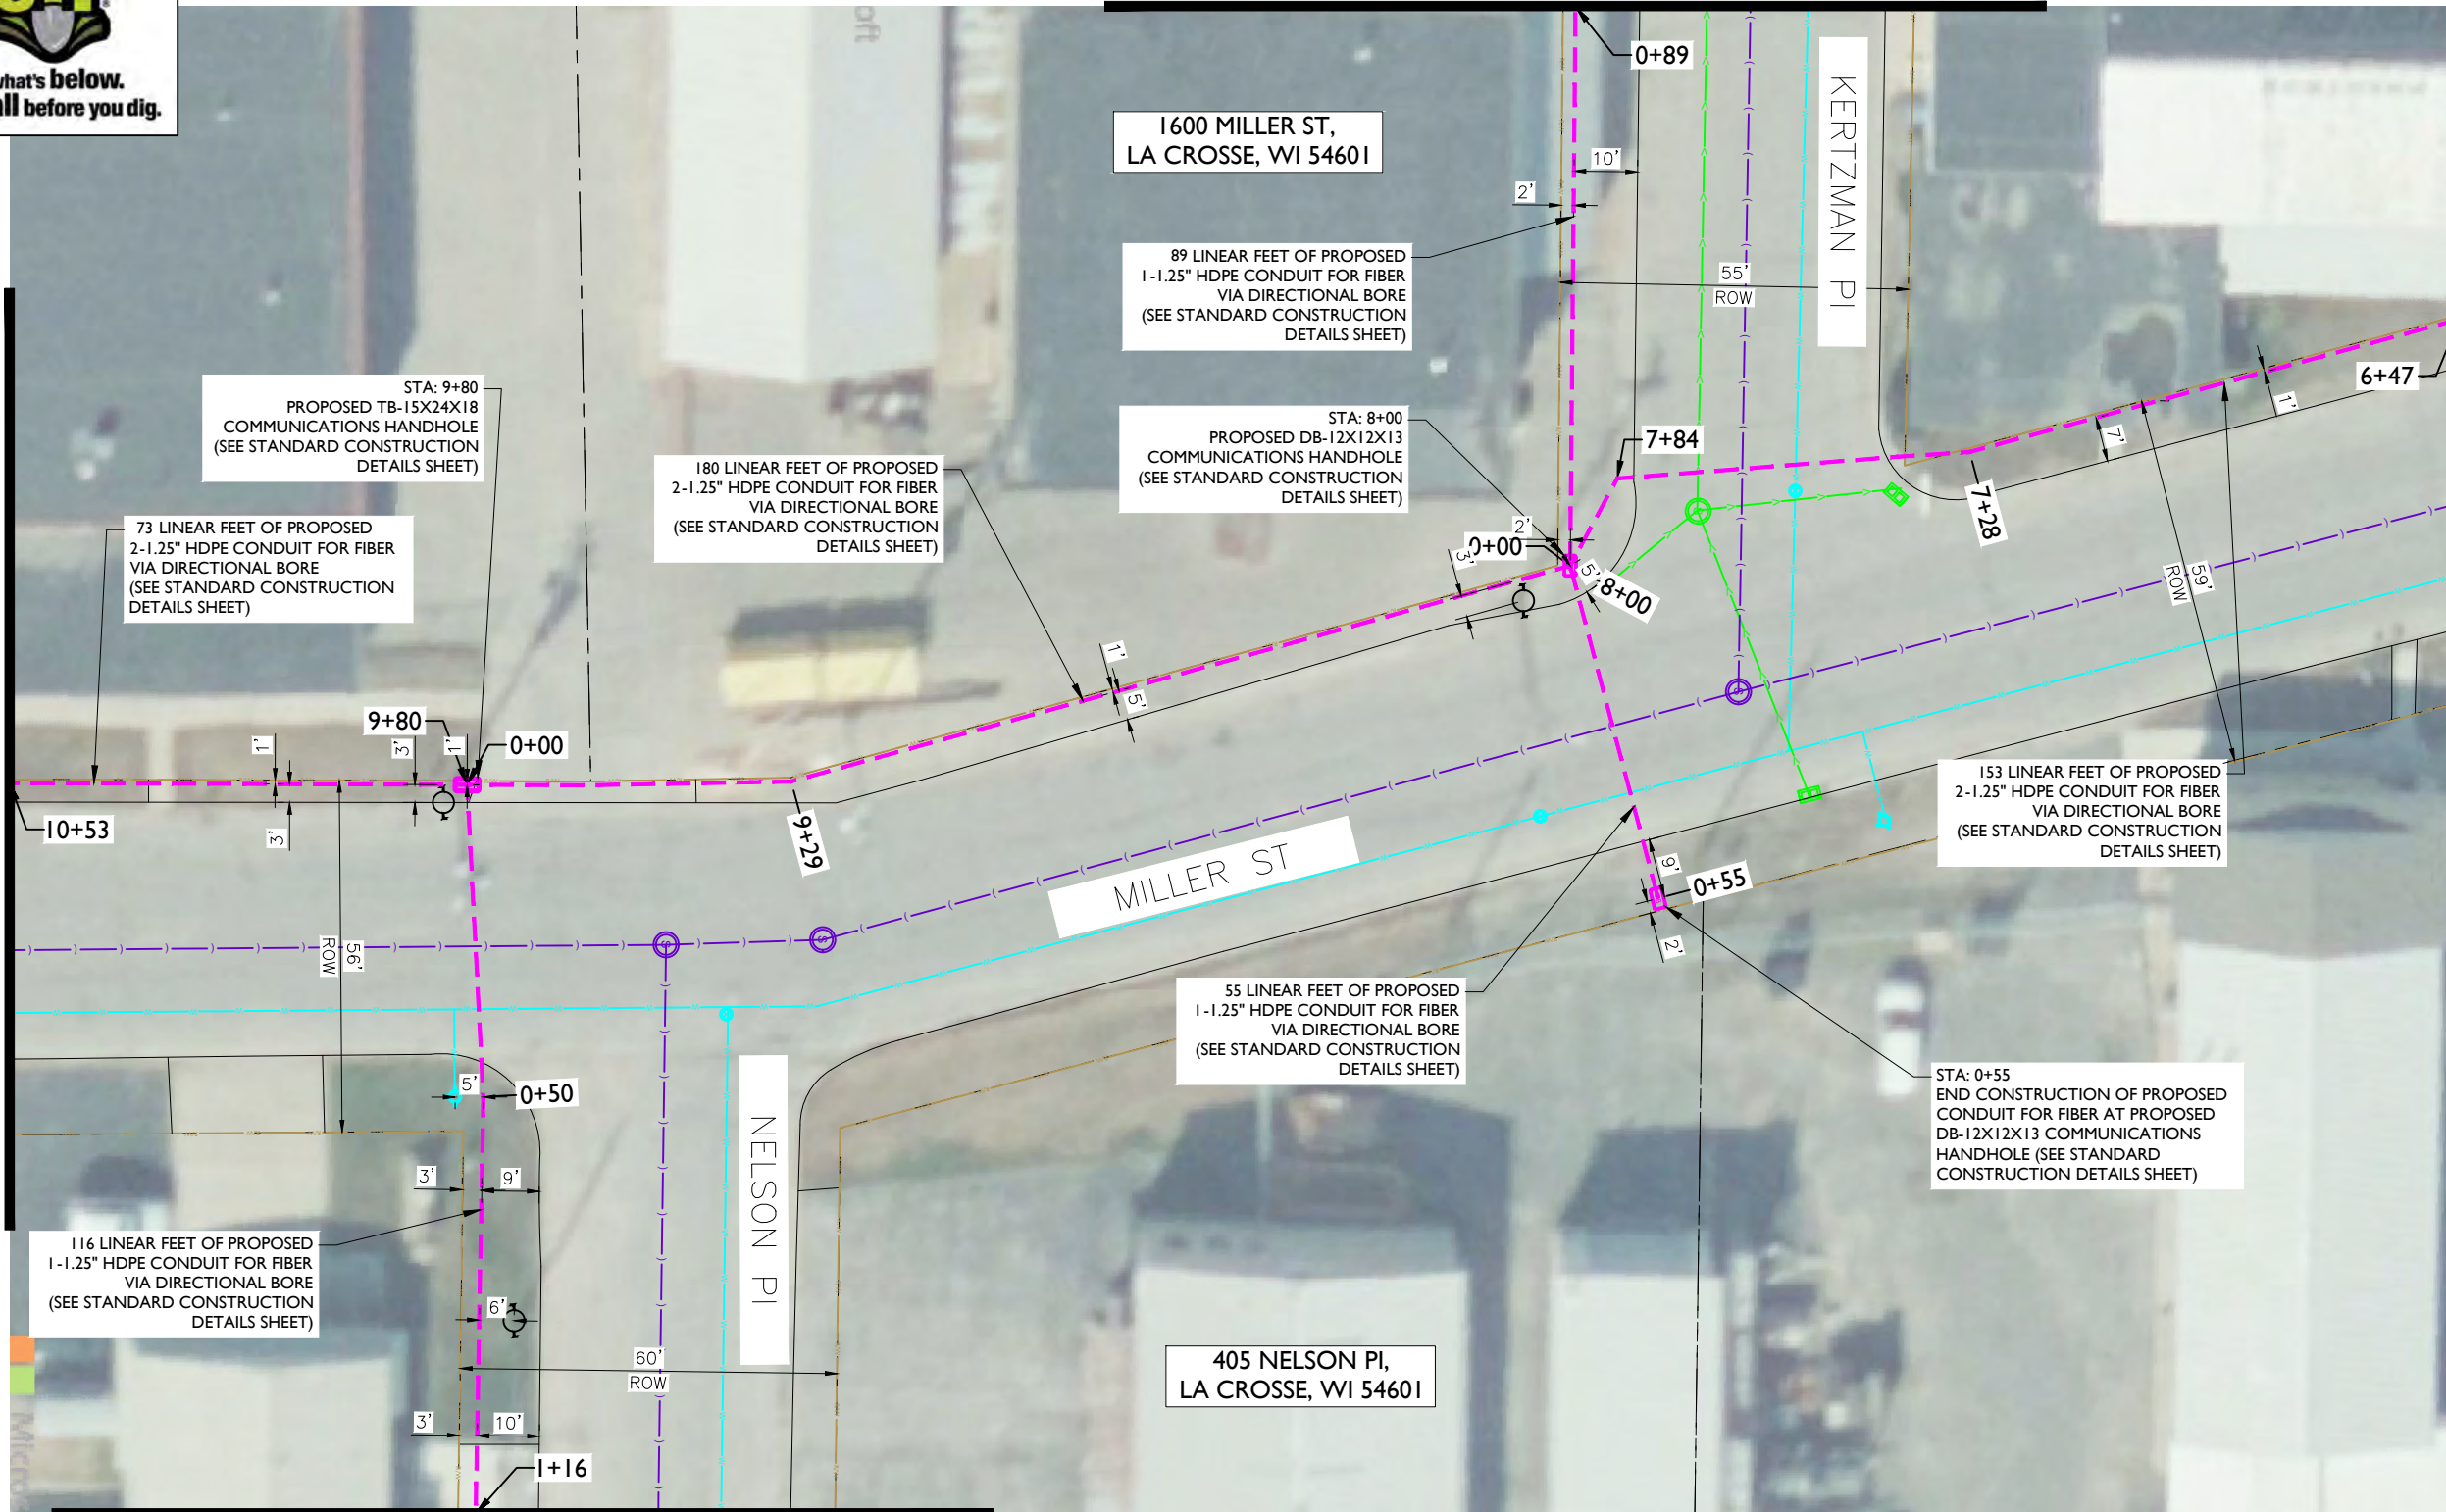 what's below.
all before you dig.
oft
0+89
1600 MILLER ST,
LA CROSSE, WI 54601
KERTZMAN Pl
10'
2'
89 LINEAR FEET OF PROPOSED
1-1.25" HDPE CONDUIT FOR FIBER
VIA DIRECTIONAL BORE
(SEE STANDARD CONSTRUCTION
DETAILS SHEET)
55'
ROW
STA: 9+80
PROPOSED TB-15X24X18
COMMUNICATIONS HANDHOLE
(SEE STANDARD CONSTRUCTION
DETAILS SHEET)
6+47
1'
7'
STA: 8+00
PROPOSED DB-12X12X13
COMMUNICATIONS HANDHOLE
(SEE STANDARD CONSTRUCTION
DETAILS SHEET)
7+84
180 LINEAR FEET OF PROPOSED
2-1.25" HDPE CONDUIT FOR FIBER
VIA DIRECTIONAL BORE
(SEE STANDARD CONSTRUCTION
DETAILS SHEET)
7+28
73 LINEAR FEET OF PROPOSED
2-1.25" HDPE CONDUIT FOR FIBER
VIA DIRECTIONAL BORE
(SEE STANDARD CONSTRUCTION
DETAILS SHEET)
2'
0+00
3'
5'
8+00
59'
ROW
1'
5'
9+80
0+00
1'
3'
1'
3'
10+53
9+29
S
153 LINEAR FEET OF PROPOSED
2-1.25" HDPE CONDUIT FOR FIBER
VIA DIRECTIONAL BORE
(SEE STANDARD CONSTRUCTION
DETAILS SHEET)
MILLER ST
9'
0+55
2'
56'
ROW
S
S
55 LINEAR FEET OF PROPOSED
1-1.25" HDPE CONDUIT FOR FIBER
VIA DIRECTIONAL BORE
(SEE STANDARD CONSTRUCTION
DETAILS SHEET)
STA: 0+55
END CONSTRUCTION OF PROPOSED
CONDUIT FOR FIBER AT PROPOSED
DB-12X12X13 COMMUNICATIONS
HANDHOLE (SEE STANDARD
CONSTRUCTION DETAILS SHEET)
5'
0+50
NELSON Pl
3'
9'
116 LINEAR FEET OF PROPOSED
1-1.25" HDPE CONDUIT FOR FIBER
VIA DIRECTIONAL BORE
(SEE STANDARD CONSTRUCTION
DETAILS SHEET)
6'
60'
ROW
405 NELSON Pl,
LA CROSSE, WI 54601
3'
10'
1+16
Micros